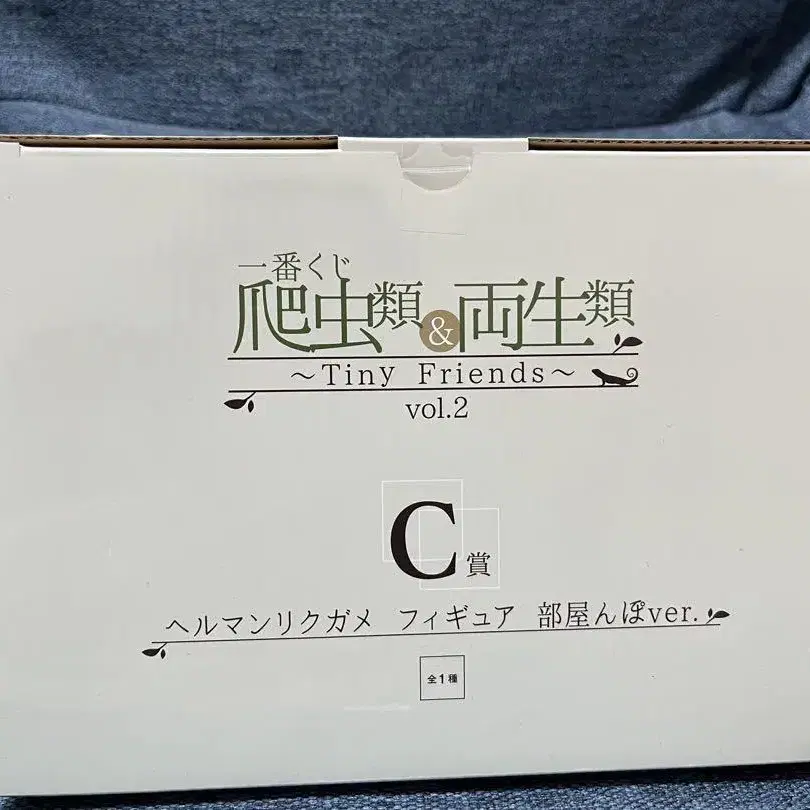 一番くじ
爬虫類&両生類
～Tiny Friends～
vol.2
C賞
ヘルマンリクガメ フィギュア 部屋んぽver.
全1種